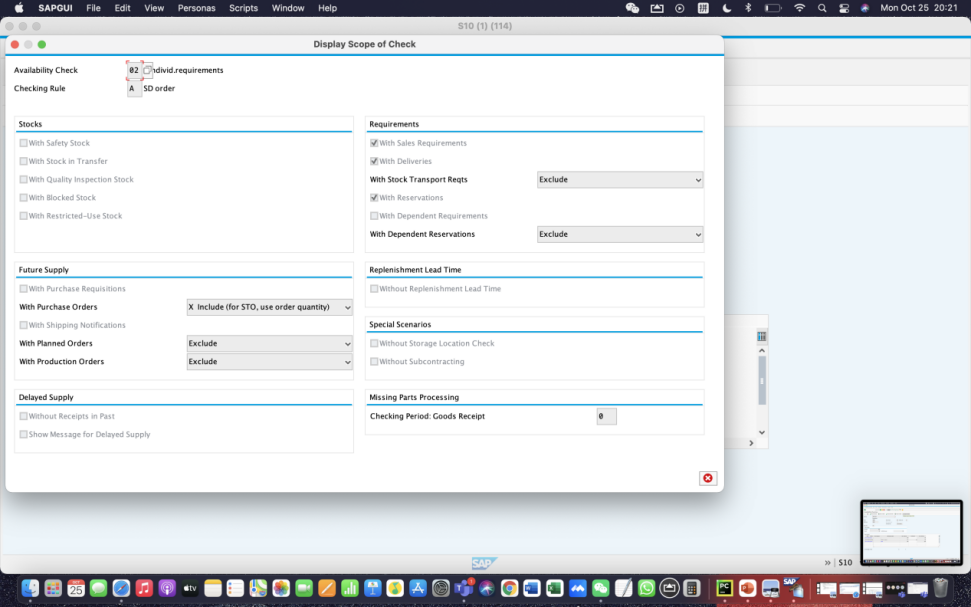 SAPGUI File Edit View Personas Scripts Window Help Mon Oct 25 20:21
S10 (1) (114)
Display Scope of Check
Availability Check 02 ndivid.requirements
Checking Rule A SD order
Stocks
With Safety Stock
With Stock in Transfer
With Quality Inspection Stock
With Blocked Stock
With Restricted-Use Stock
Requirements
With Sales Requirements
With Deliveries
With Stock Transport Reqts Exclude
With Reservations
With Dependent Requirements
With Dependent Reservations Exclude
Future Supply
With Purchase Requisitions
With Purchase Orders X Include (for STO, use order quantity)
With Shipping Notifications
With Planned Orders Exclude
With Production Orders Exclude
Replenishment Lead Time
Without Replenishment Lead Time
Special Scenarios
Without Storage Location Check
Without Subcontracting
Delayed Supply
Without Receipts in Past
Show Message for Delayed Supply
Missing Parts Processing
Checking Period: Goods Receipt 0
SAP
» S10
25
tv
PC
SAP